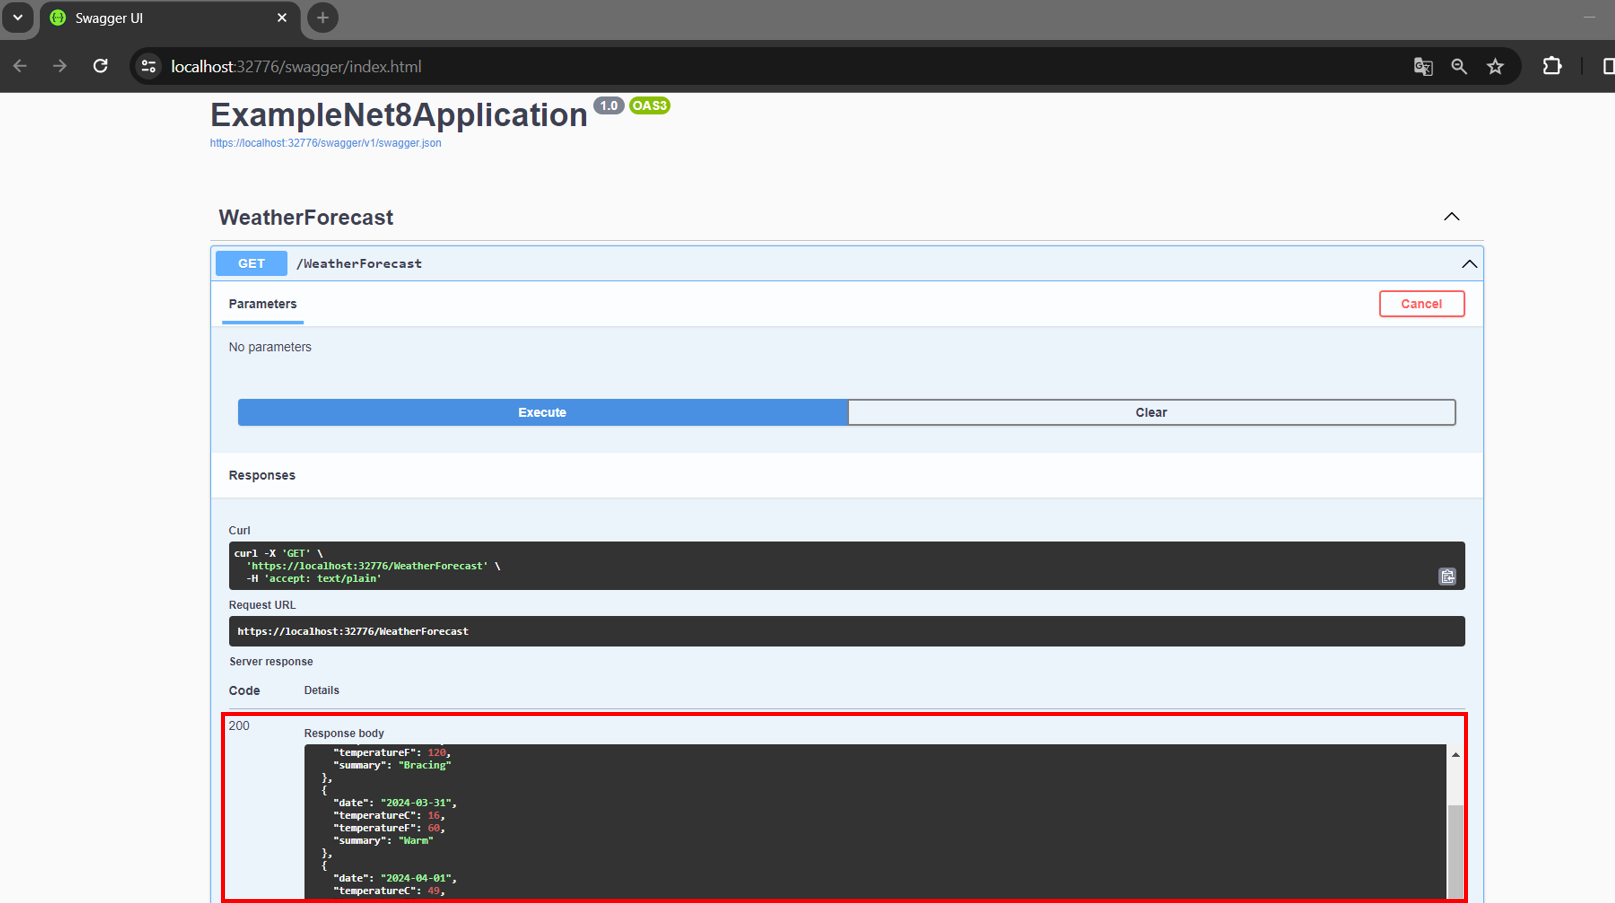 Swagger UI
localhost:32776/swagger/index.html
ExampleNet8Application 1.0 OAS3
https://localhost:32776/swagger/v1/swagger.json
WeatherForecast
GET /WeatherForecast
Parameters
Cancel
No parameters
Execute
Clear
Responses
Curl
curl -X 'GET' \
'https://localhost:32776/WeatherForecast' \
-H 'accept: text/plain'
Request URL
https://localhost:32776/WeatherForecast
Server response
Code Details
200
Response body
"temperatureF": 120,
"summary": "Bracing"
},
{
"date": "2024-03-31",
"temperatureC": 16,
"temperatureF": 60,
"summary": "Warm"
},
{
"date": "2024-04-01",
"temperatureC": 49,